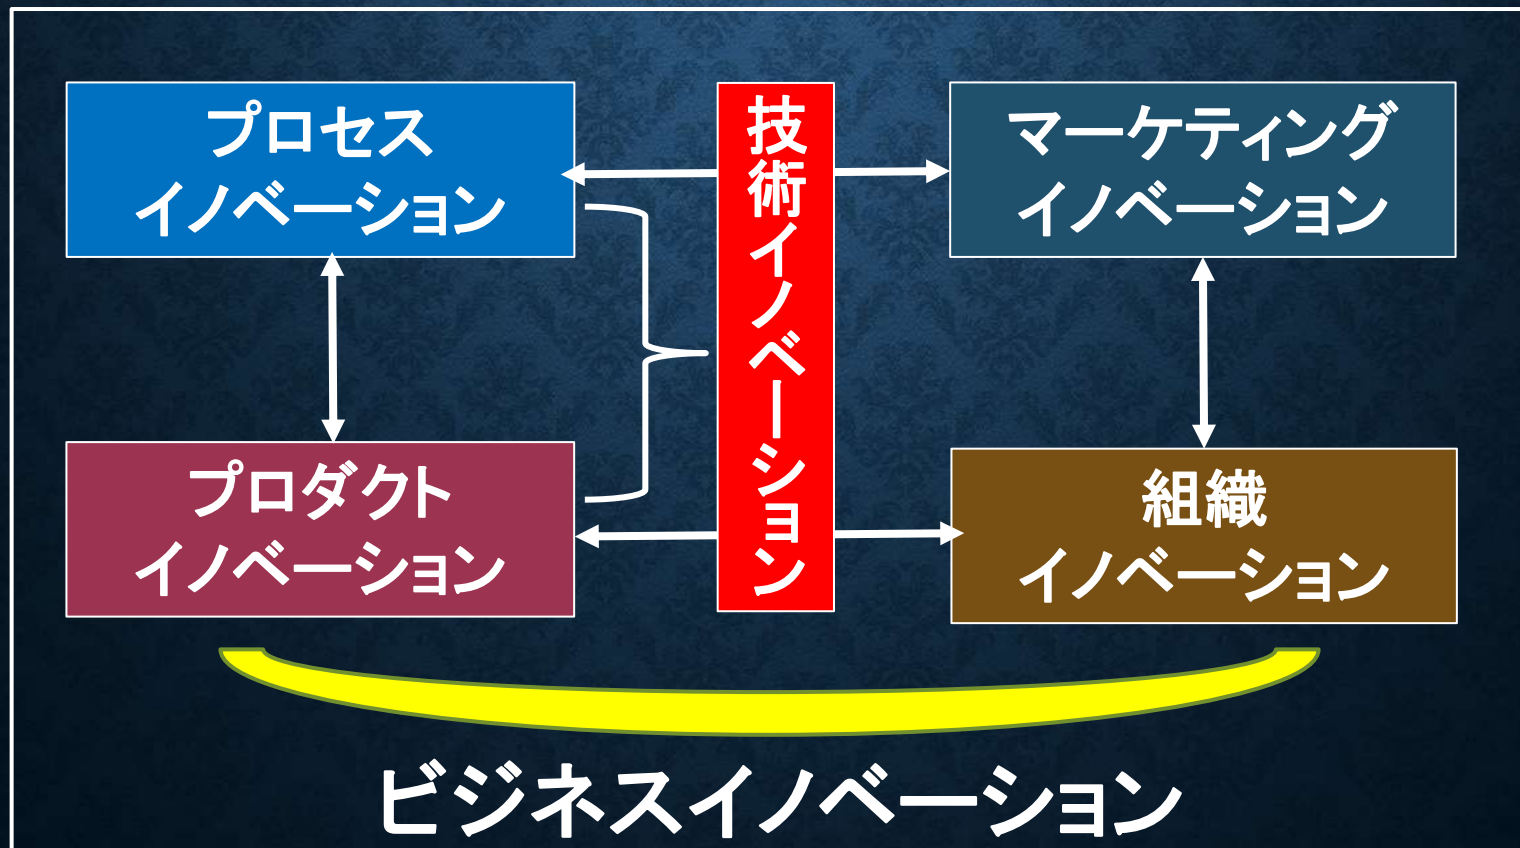 プロセス
イノベーション
技術イノベーション
マーケティング
イノベーション
プロダクト
イノベーション
組織
イノベーション
ビジネスイノベーション